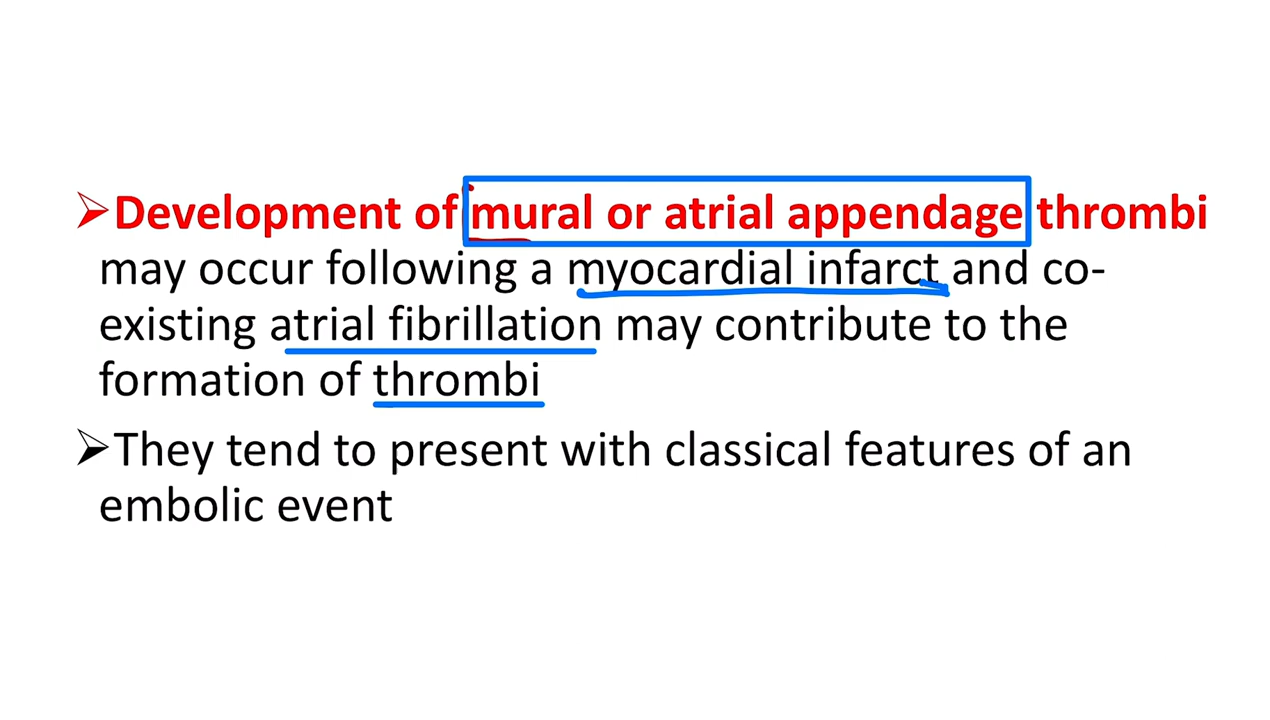 ➢Development of mural or atrial appendage thrombi
may occur following a myocardial infarct and co-
existing atrial fibrillation may contribute to the
formation of thrombi
➢They tend to present with classical features of an
embolic event